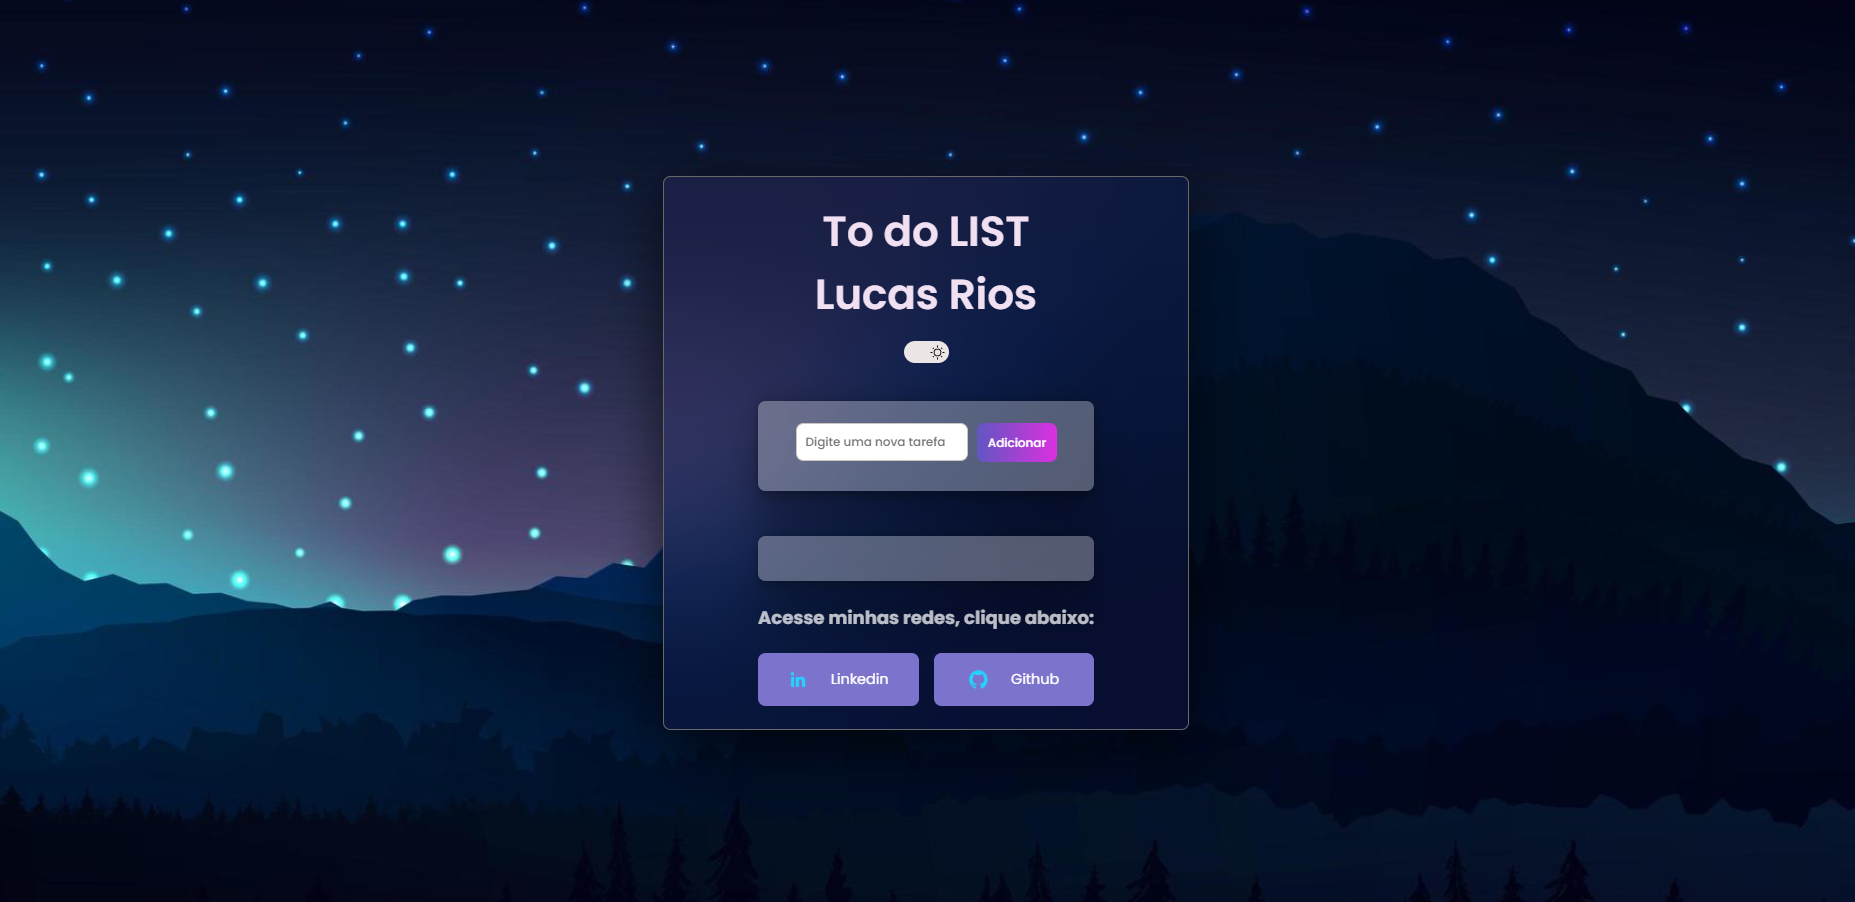 To do LIST
Lucas Rios
Digite uma nova tarefa
Adicionar
Acesse minhas redes, clique abaixo:
in Linkedin
Github